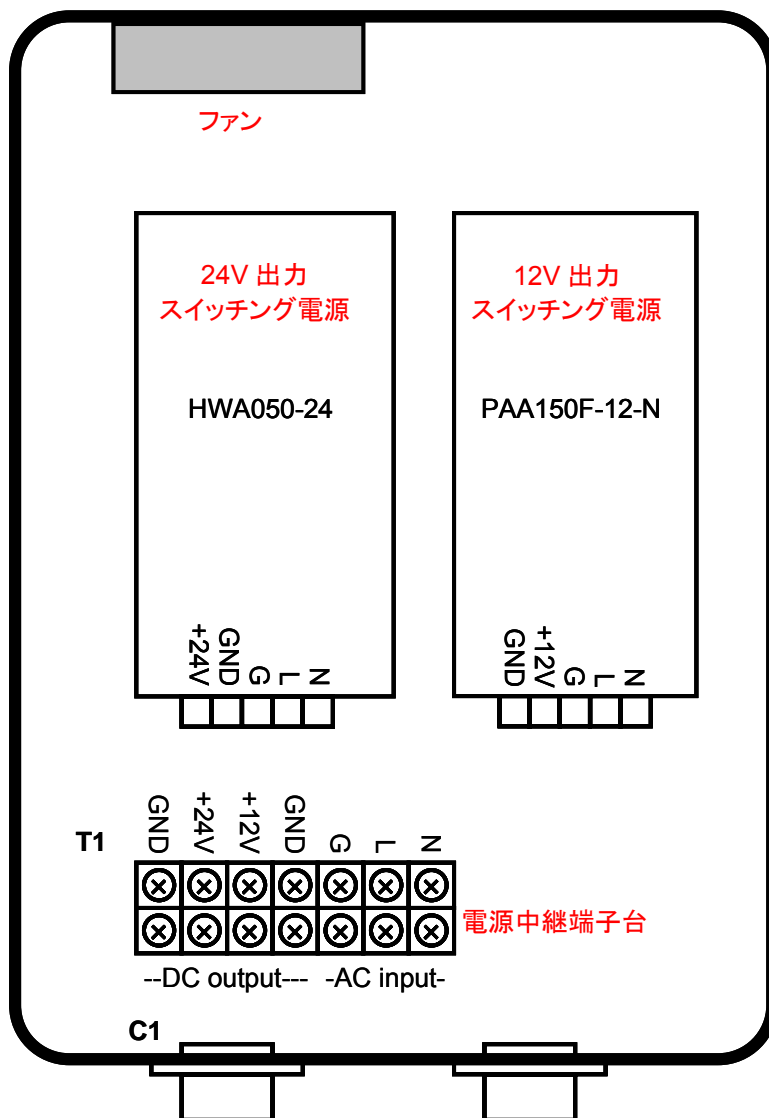 ファン
24V 出力
スイッチング電源
12V 出力
スイッチング電源
HWA050-24
PAA150F-12-N
+24V
GND
G
L
N
GND
+12V
G
L
N
T1
GND
+24V
+12V
GND
G
L
N
電源中継端子台
--DC output--- -AC input-
C1